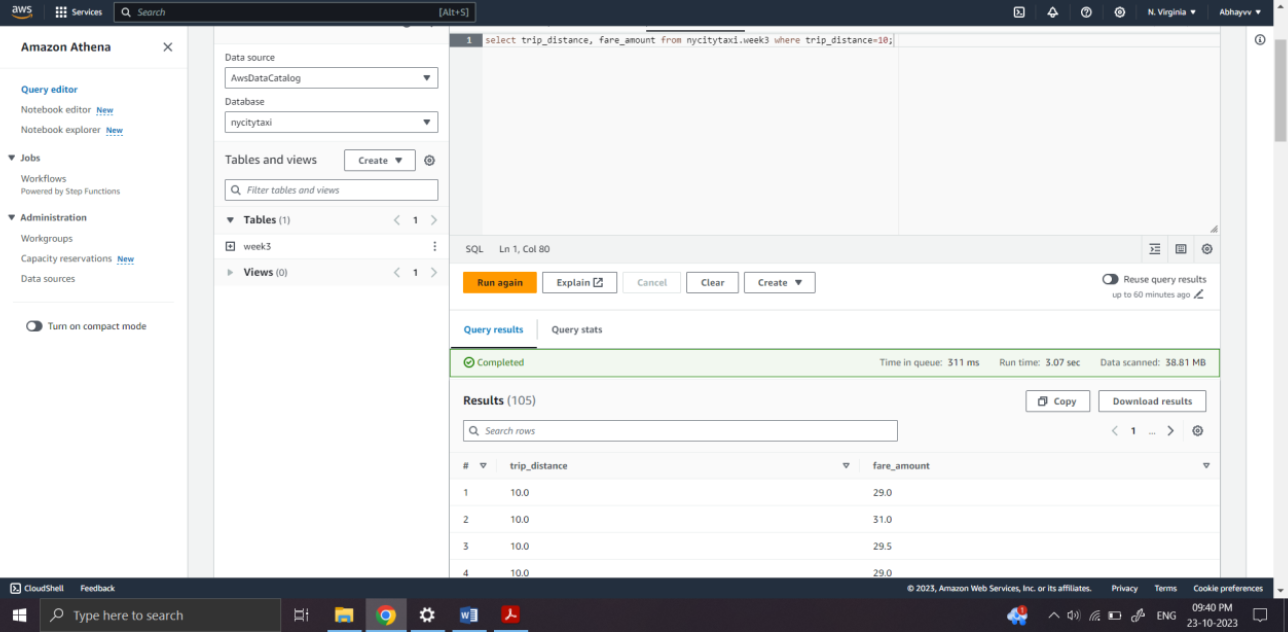 aws Services Search [Alt+S] N. Virginia Abhayvv
Amazon Athena
Query editor
Notebook editor New
Notebook explorer New
Jobs
Workflows
Powered by Step Functions
Administration
Workgroups
Capacity reservations New
Data sources
Turn on compact mode
Data source
AwsDataCatalog
Database
nycitytaxi
Tables and views Create
Filter tables and views
Tables (1) 1
week3
Views (0) 1
1 select trip_distance, fare_amount from nycitytaxi.week3 where trip_distance=10;
SQL Ln 1, Col 80
Run again Explain Cancel Clear Create
Reuse query results
up to 60 minutes ago
Query results Query stats
Completed Time in queue: 311 ms Run time: 3.07 sec Data scanned: 38.81 MB
Results (105) Copy Download results
Search rows 1 ...
# trip_distance fare_amount
1 10.0 29.0
2 10.0 31.0
3 10.0 29.5
4 10.0 29.0
CloudShell Feedback © 2023, Amazon Web Services, Inc. or its affiliates. Privacy Terms Cookie preferences
Type here to search ENG 09:40 PM
23-10-2023